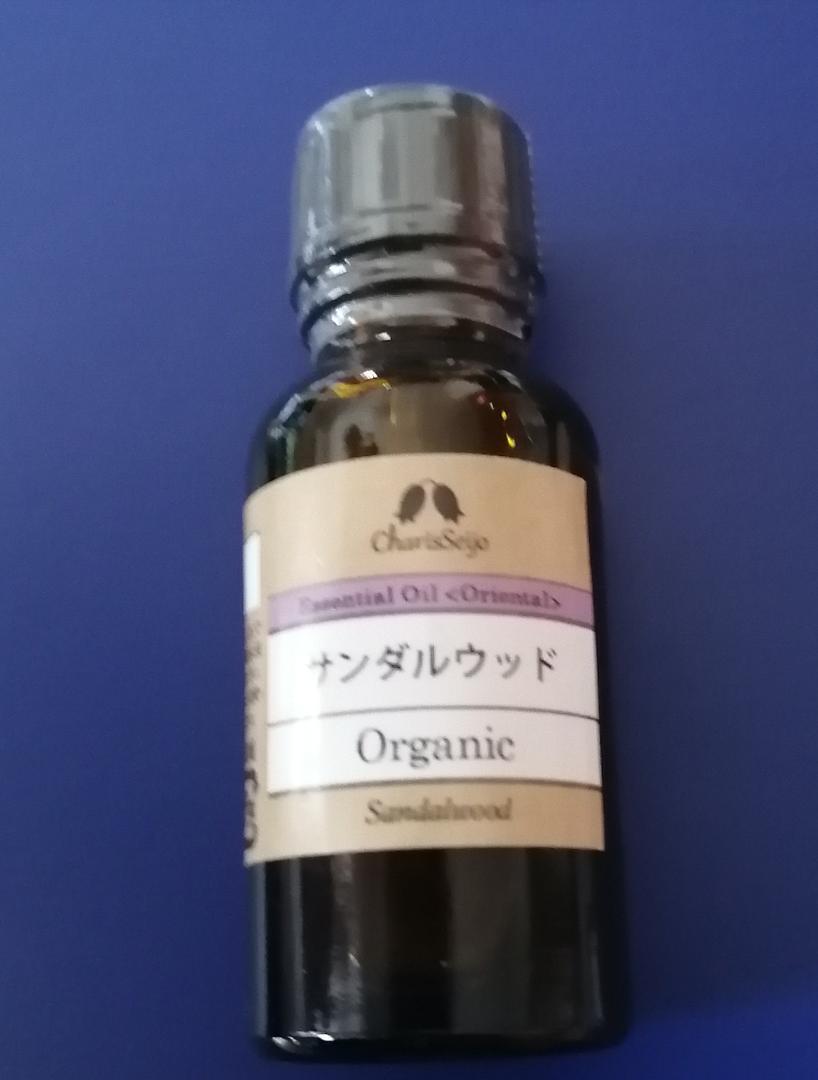 CharisSeijo
Essential Oil <Oriental>
サンダルウッド
Organic
Sandalwood